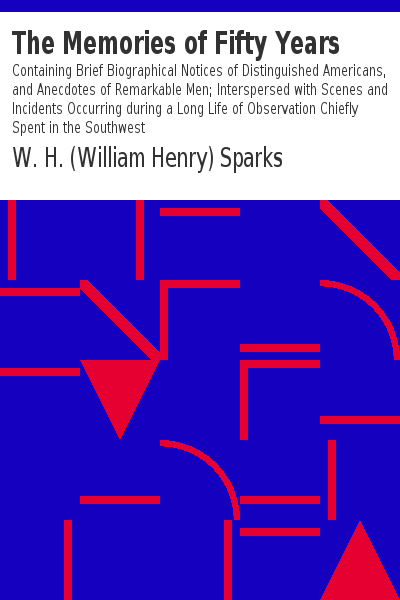 The Memories of Fifty Years
Containing Brief Biographical Notices of Distinguished Americans,
and Anecdotes of Remarkable Men; Interspersed with Scenes and
Incidents Occurring during a Long Life of Observation Chiefly
Spent in the Southwest
W. H. (William Henry) Sparks